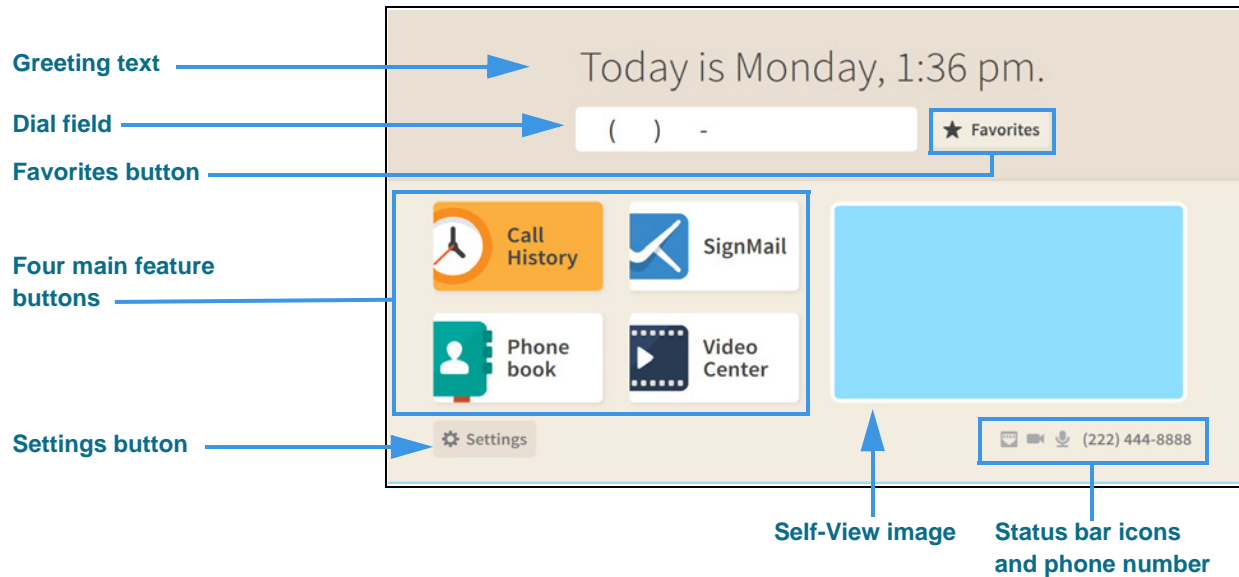 Greeting text
Today is Monday, 1:36 pm.
Dial field
( ) -
Favorites
Favorites button
Call
History
SignMail
Four main feature
buttons
Phone
book
Video
Center
Settings button
Settings
(222) 444-8888
Self-View image
Status bar icons
and phone number